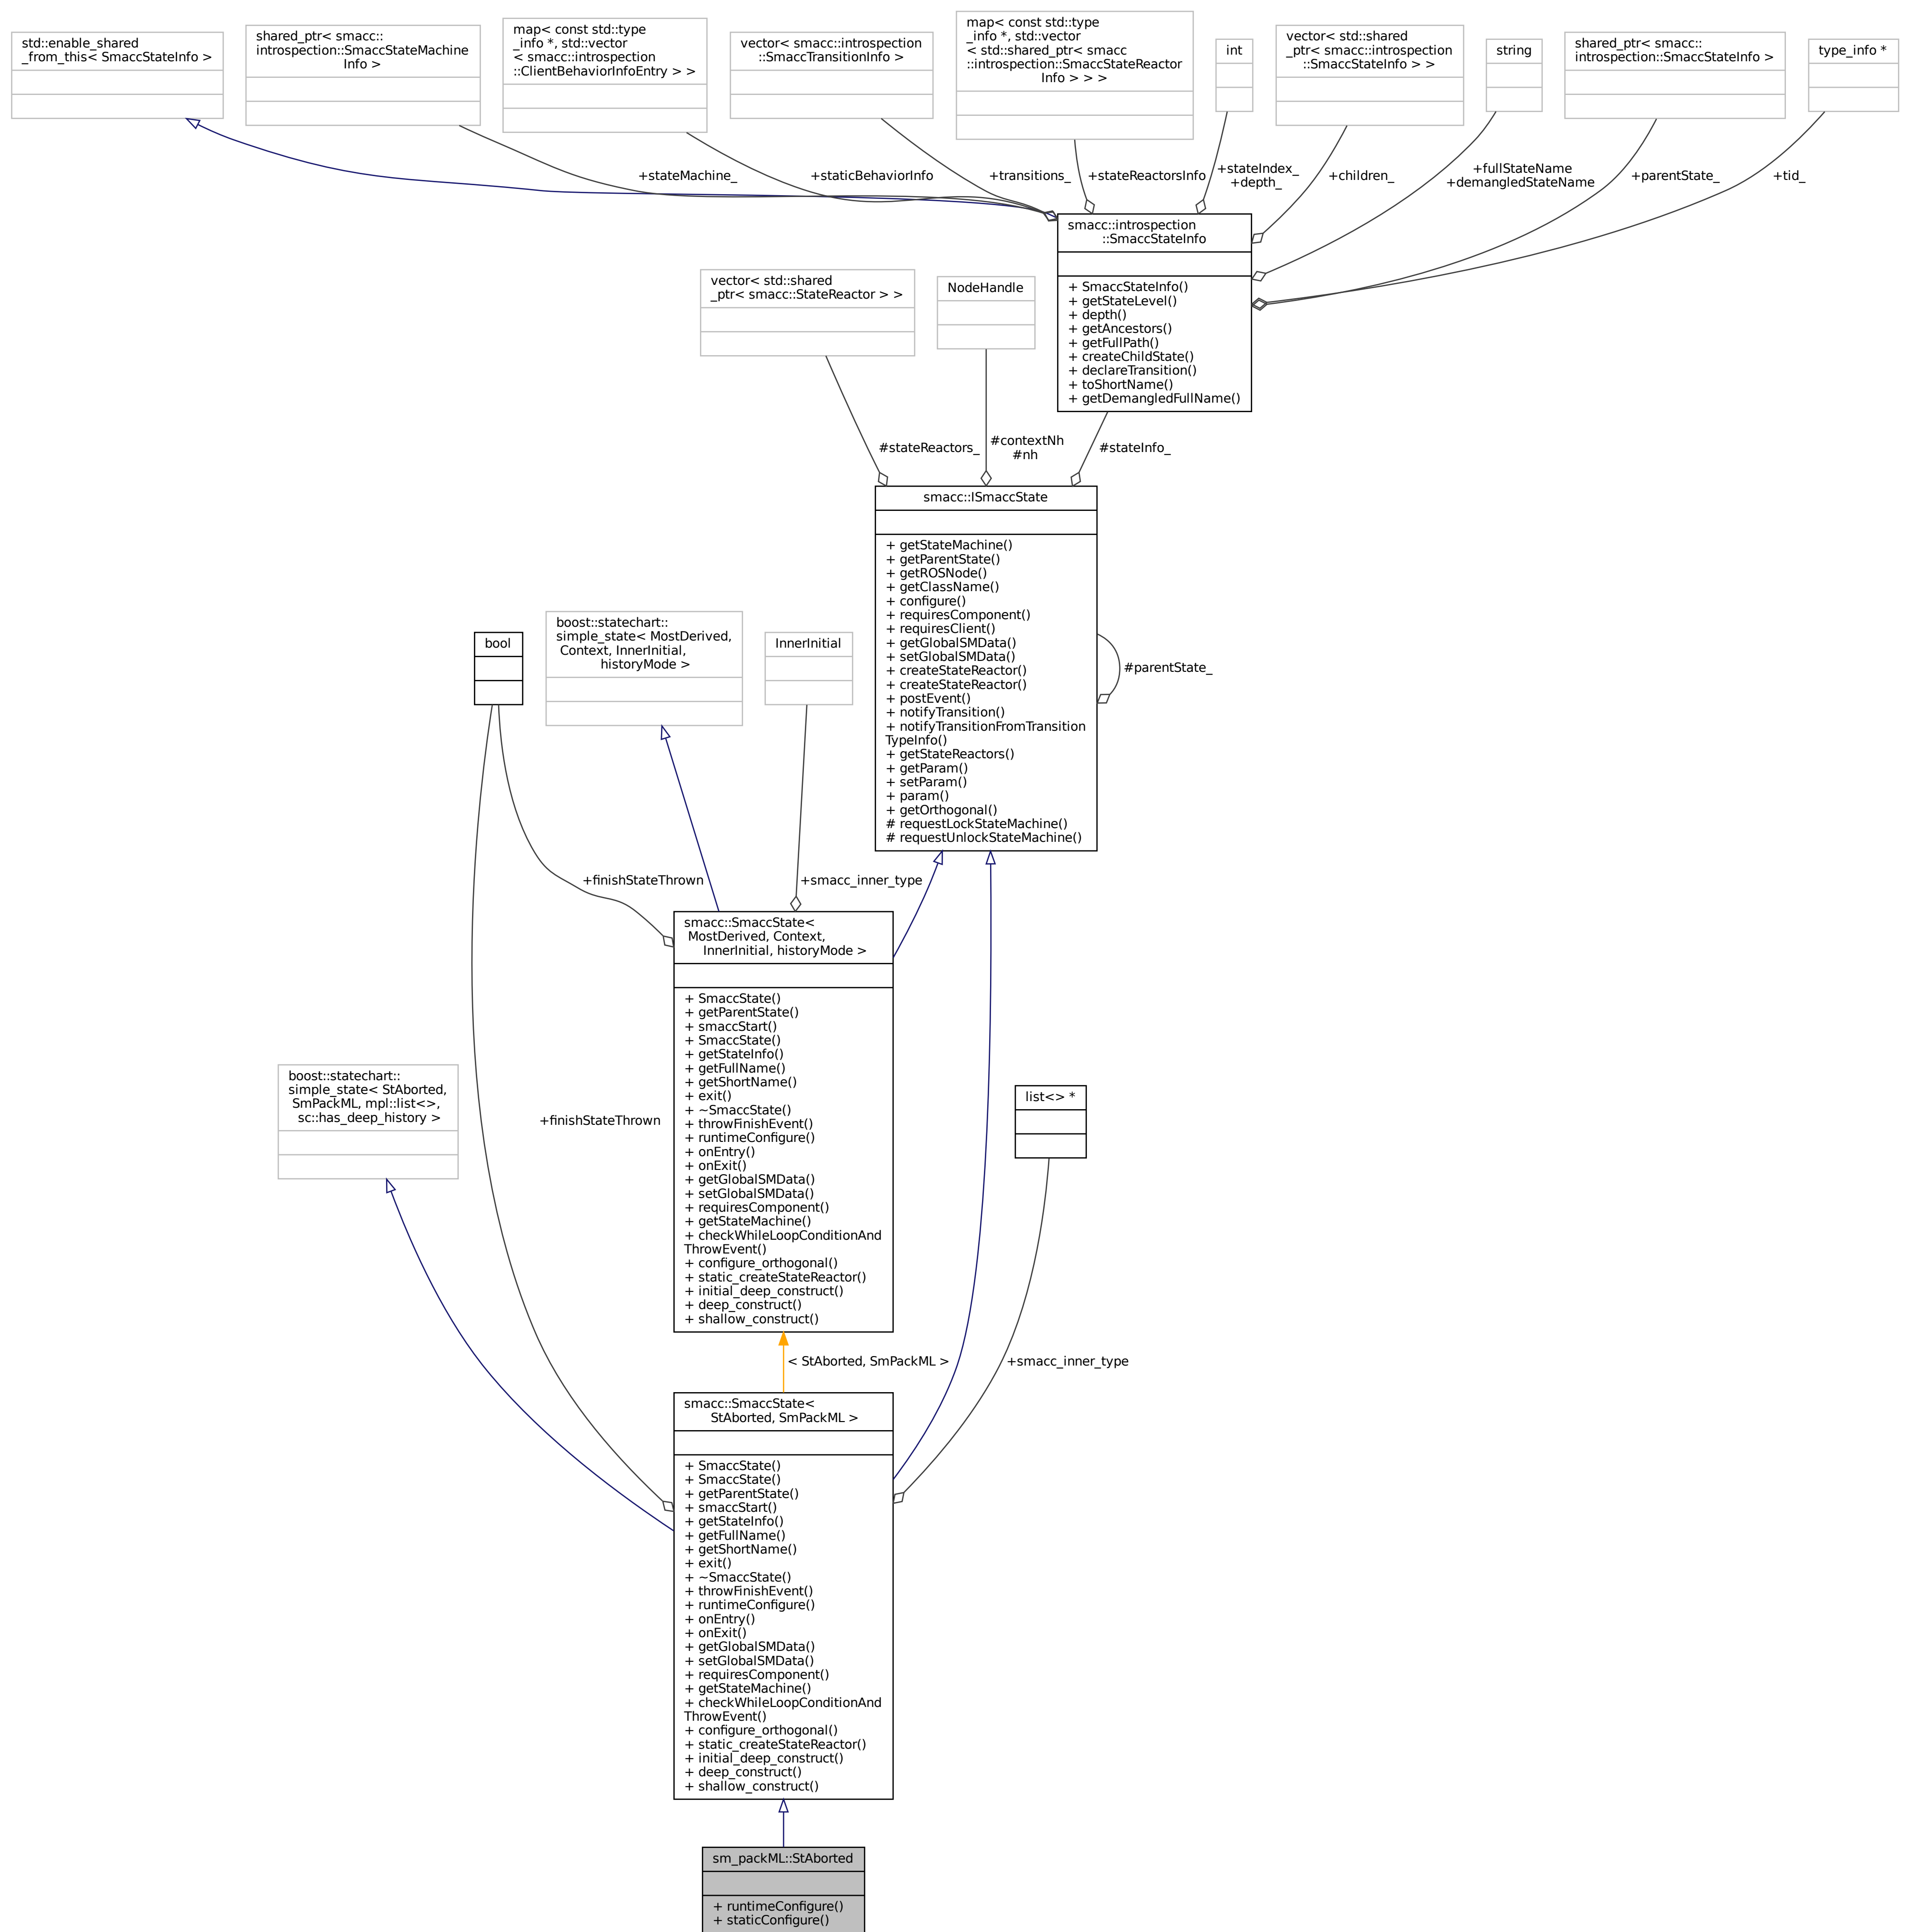 std::enable_shared
_from_this< SmaccStateInfo >
shared_ptr< smacc::
introspection::SmaccStateMachine
Info >
map< const std::type
_info *, std::vector
< smacc::introspection
::ClientBehaviorInfoEntry > >
vector< smacc::introspection
::SmaccTransitionInfo >
map< const std::type
_info *, std::vector
< std::shared_ptr< smacc
::introspection::SmaccStateReactor
Info > > >
int
vector< std::shared
_ptr< smacc::introspection
::SmaccStateInfo > >
string
shared_ptr< smacc::
introspection::SmaccStateInfo >
type_info *
+stateMachine_
+staticBehaviorInfo
+transitions_
+stateReactorsInfo
+stateIndex_
+depth_
+children_
+fullStateName
+demangledStateName
+parentState_
+tid_
smacc::introspection
::SmaccStateInfo
+ SmaccStateInfo()
+ getStateLevel()
+ depth()
+ getAncestors()
+ getFullPath()
+ createChildState()
+ declareTransition()
+ toShortName()
+ getDemangledFullName()
vector< std::shared
_ptr< smacc::StateReactor > >
NodeHandle
#stateReactors_
#contextNh
#nh
#stateInfo_
smacc::ISmaccState
+ getStateMachine()
+ getParentState()
+ getROSNode()
+ getClassName()
+ configure()
+ requiresComponent()
+ requiresClient()
+ getGlobalSMData()
+ setGlobalSMData()
+ createStateReactor()
+ createStateReactor()
+ postEvent()
+ notifyTransition()
+ notifyTransitionFromTransition
TypeInfo()
+ getStateReactors()
+ getParam()
+ setParam()
+ param()
+ getOrthogonal()
# requestLockStateMachine()
# requestUnlockStateMachine()
#parentState_
bool
boost::statechart::
simple_state< MostDerived,
Context, InnerInitial,
historyMode >
InnerInitial
+finishStateThrown
+smacc_inner_type
smacc::SmaccState<
MostDerived, Context,
InnerInitial, historyMode >
+ SmaccState()
+ getParentState()
+ smaccStart()
+ SmaccState()
+ getStateInfo()
+ getFullName()
+ getShortName()
+ exit()
+ ~SmaccState()
+ throwFinishEvent()
+ runtimeConfigure()
+ onEntry()
+ onExit()
+ getGlobalSMData()
+ setGlobalSMData()
+ requiresComponent()
+ getStateMachine()
+ checkWhileLoopConditionAnd
ThrowEvent()
+ configure_orthogonal()
+ static_createStateReactor()
+ initial_deep_construct()
+ deep_construct()
+ shallow_construct()
boost::statechart::
simple_state< StAborted,
SmPackML, mpl::list<>,
sc::has_deep_history >
+finishStateThrown
list<> *
< StAborted, SmPackML >
+smacc_inner_type
smacc::SmaccState<
StAborted, SmPackML >
+ SmaccState()
+ SmaccState()
+ getParentState()
+ smaccStart()
+ getStateInfo()
+ getFullName()
+ getShortName()
+ exit()
+ ~SmaccState()
+ throwFinishEvent()
+ runtimeConfigure()
+ onEntry()
+ onExit()
+ getGlobalSMData()
+ setGlobalSMData()
+ requiresComponent()
+ getStateMachine()
+ checkWhileLoopConditionAnd
ThrowEvent()
+ configure_orthogonal()
+ static_createStateReactor()
+ initial_deep_construct()
+ deep_construct()
+ shallow_construct()
sm_packML::StAborted
+ runtimeConfigure()
+ staticConfigure()